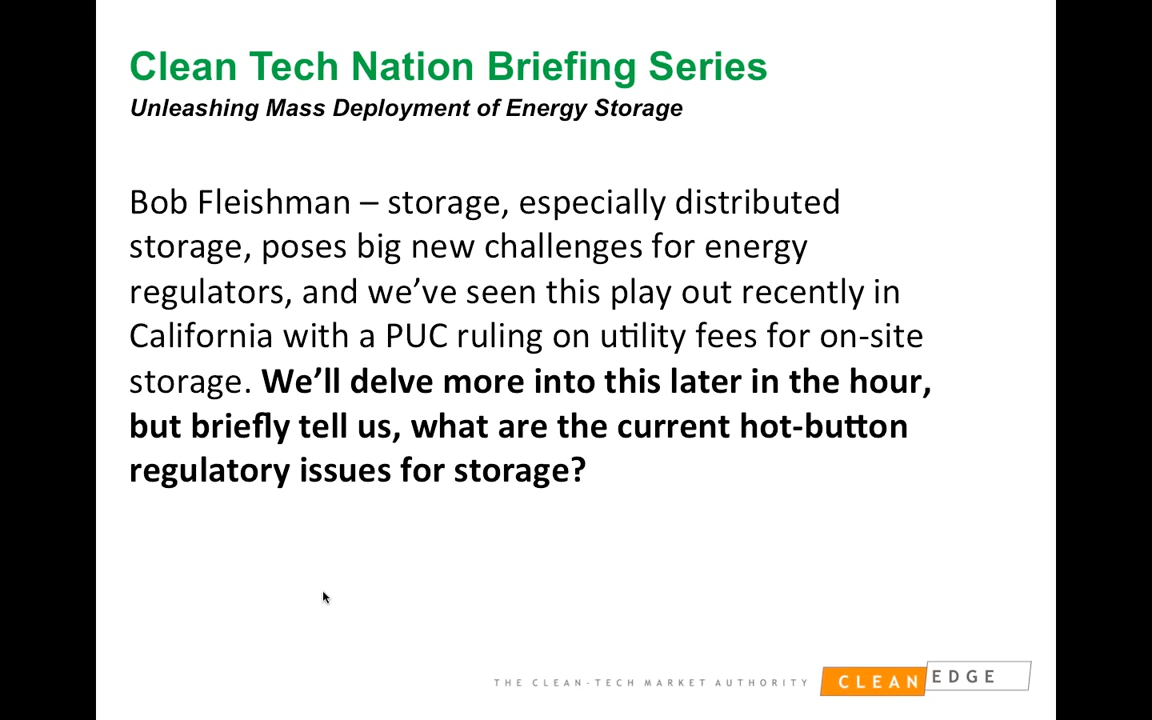 Clean Tech Nation Briefing Series
Unleashing Mass Deployment of Energy Storage
Bob Fleishman – storage, especially distributed
storage, poses big new challenges for energy
regulators, and we’ve seen this play out recently in
California with a PUC ruling on utility fees for on-site
storage. We’ll delve more into this later in the hour,
but briefly tell us, what are the current hot-button
regulatory issues for storage?
THE CLEAN-TECH MARKET AUTHORITY CLEAN EDGE